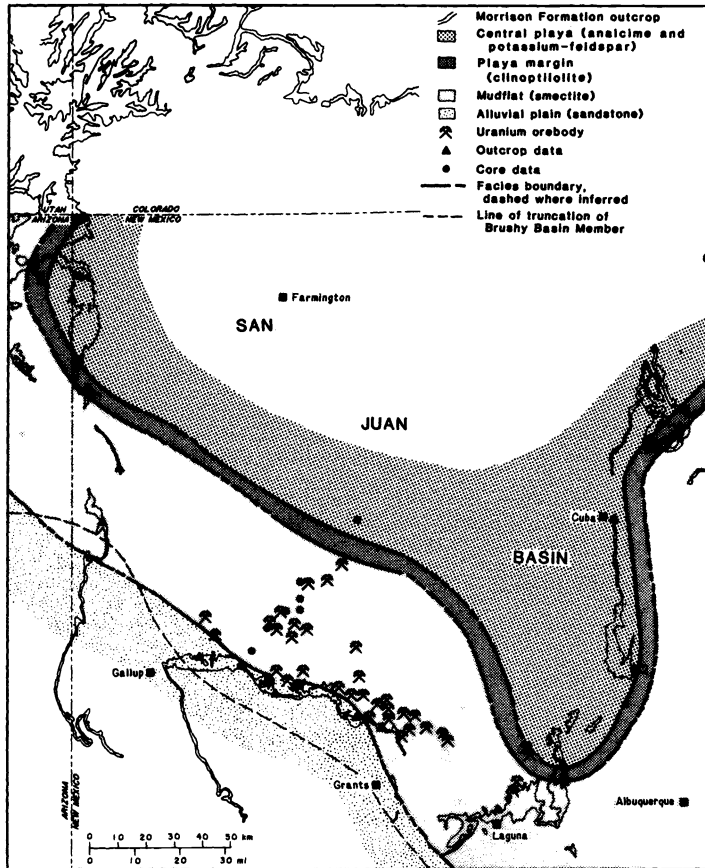 Morrison Formation outcrop
Central playa (analcime and
potassium-feldspar)
Playa margin
(clinoptilolite)
Mudflat (smectite)
Alluvial plain (sandstone)
Uranium orebody
Outcrop data
Core data
Facies boundary,
dashed where inferred
Line of truncation of
Brushy Basin Member
UTAH
ARIZONA
COLORADO
NEW MEXICO
Farmington
SAN
JUAN
Cuba
BASIN
Gallup
Grants
Albuquerque
Laguna
ARIZONA
NEW MEXICO
0 10 20 30 40 50 km
0 10 20 30 mi